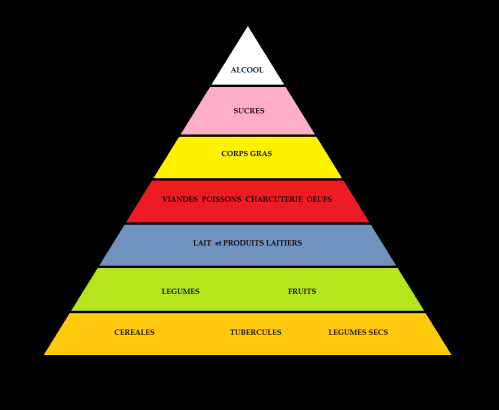 ALCOOL
SUCRES
CORPS GRAS
VIANDES POISSONS CHARCUTERIE OEUFS
LAIT et PRODUITS LAITIERS
LEGUMES FRUITS
CEREALES TUBERCULES LEGUMES SECS